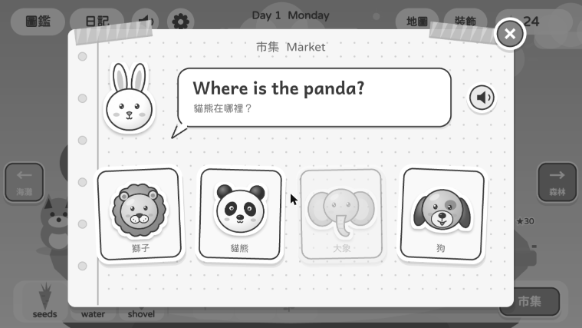 圖鑑
日記
Day 1 Monday
地圖
裝飾
24
市集 Market
Where is the panda?
貓熊在哪裡？
獅子
貓熊
大象
狗
海灘
森林
★30
seeds
water
shovel
市集